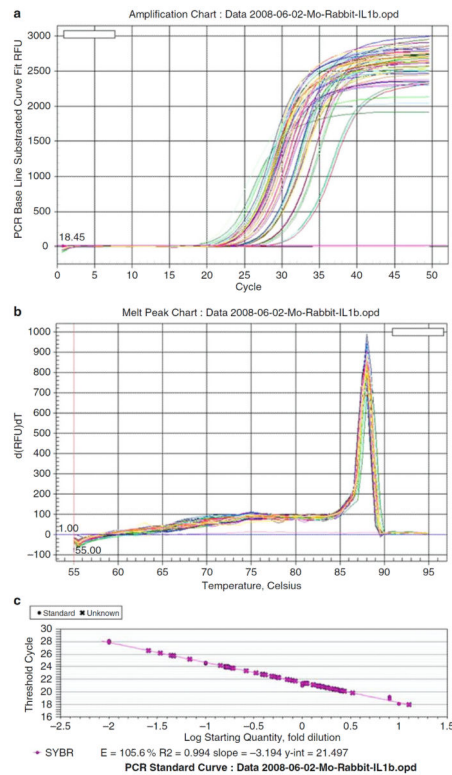 a
Amplification Chart : Data 2008-06-02-Mo-Rabbit-IL1b.opd
PCR Base Line Substracted Curve Fit RFU
3000
2500
2000
1500
1000
500
0
18.45
0 5 10 15 20 25 30 35 40 45 50
Cycle
b
Melt Peak Chart : Data 2008-06-02-Mo-Rabbit-IL1b.opd
d(RFU)dT
1000
900
800
700
600
500
400
300
200
100
0
−100
1.00
55.00
55 60 65 70 75 80 85 90 95
Temperature, Celsius
c
Standard Unknown
Threshold Cycle
30
28
26
24
22
20
18
16
−2.5 −2.0 −1.5 −1.0 −0.5 0.0 0.5 1.0 1.5
Log Starting Quantity, fold dilution
SYBR E = 105.6 % R2 = 0.994 slope = −3.194 y-int = 21.497
PCR Standard Curve : Data 2008-06-02-Mo-Rabbit-IL1b.opd